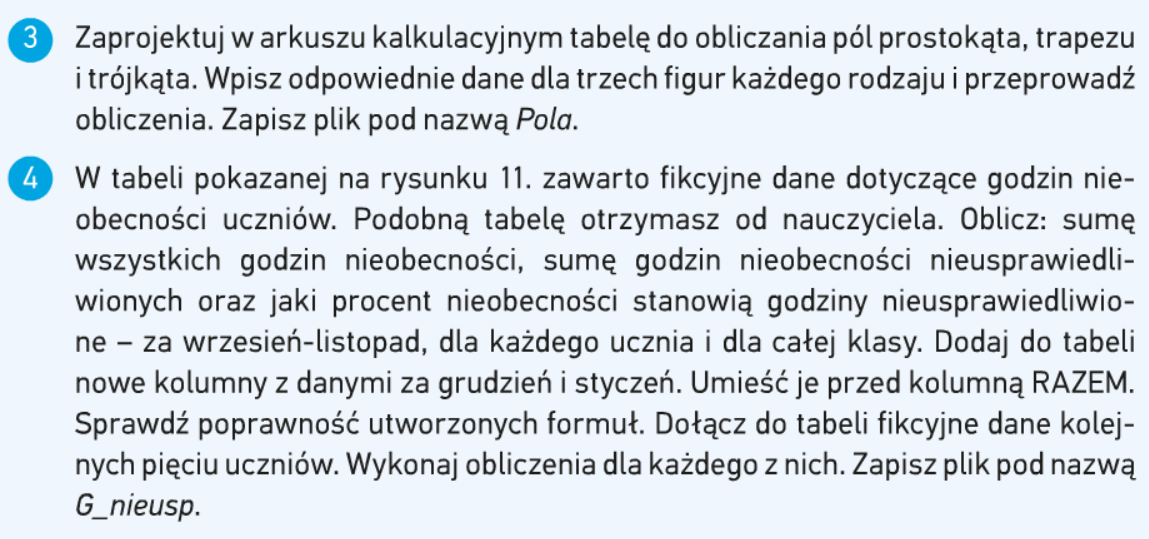 3 Zaprojektuj w arkuszu kalkulacyjnym tabelę do obliczania pól prostokąta, trapezu
i trójkąta. Wpisz odpowiednie dane dla trzech figur każdego rodzaju i przeprowadź
obliczenia. Zapisz plik pod nazwą Pola.
4 W tabeli pokazanej na rysunku 11. zawarto fikcyjne dane dotyczące godzin nie-
obecności uczniów. Podobną tabelę otrzymasz od nauczyciela. Oblicz: sumę
wszystkich godzin nieobecności, sumę godzin nieobecności nieusprawiedli-
wionych oraz jaki procent nieobecności stanowią godziny nieusprawiedliwio-
ne – za wrzesień-listopad, dla każdego ucznia i dla całej klasy. Dodaj do tabeli
nowe kolumny z danymi za grudzień i styczeń. Umieść je przed kolumną RAZEM.
Sprawdź poprawność utworzonych formuł. Dołącz do tabeli fikcyjne dane kolej-
nych pięciu uczniów. Wykonaj obliczenia dla każdego z nich. Zapisz plik pod nazwą
G_nieusp.